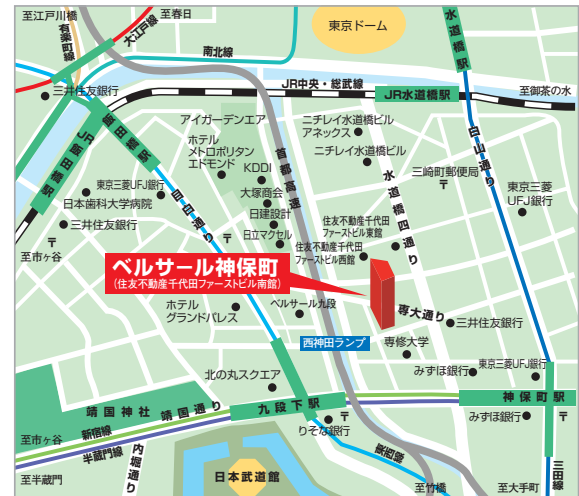 至江戸川橋
至春日
有楽町線
大江戸線
南北線
東京ドーム
水道橋駅
JR中央・総武線
JR水道橋駅
至御茶の水
三井住友銀行
飯田橋駅
JR飯田橋駅
アイガーデンエア
ホテル
メトロポリタン
エドモンド
KDDI
大塚商会
日建設計
日立マクセル
首都高速
ニチレイ水道橋ビル
アネックス
ニチレイ水道橋ビル
水道橋西通り
三崎町郵便局
〒
白山通り
東京三菱
UFJ銀行
東京三菱UFJ銀行
日本歯科大学病院
三井住友銀行
目白通り
〒
〒
至市ヶ谷
住友不動産千代田
ファーストビル東館
住友不動産千代田
ファーストビル西館
ベルサール神保町
(住友不動産千代田ファーストビル南館)
ホテル
グランドパレス
ベルサール九段
西神田ランプ
専大通り
三井住友銀行
専修大学
みずほ銀行
東京三菱UFJ銀行
北の丸スクエア
靖国神社
靖国通り
九段下駅
〒
りそな銀行
神保町駅
みずほ銀行
〒
至市ヶ谷
新宿線
半蔵門線
至半蔵門
内堀通り
日本武道館
至竹橋
至大手町
三田線